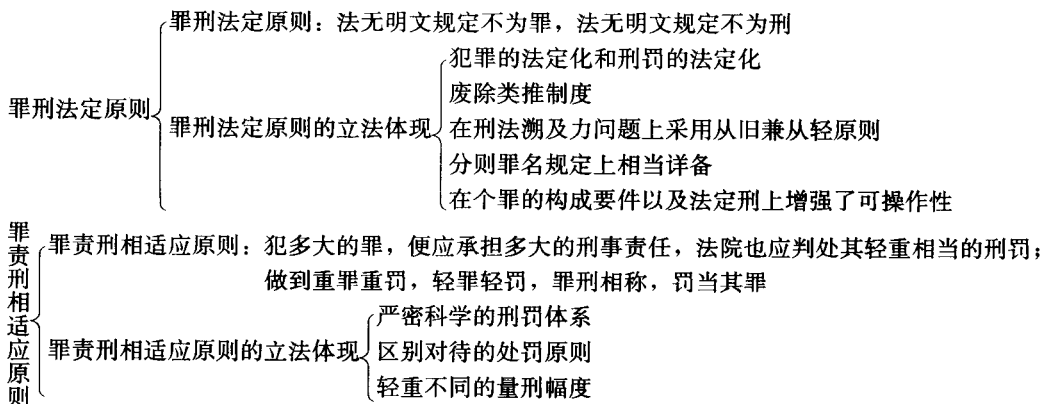 罪刑法定原则
罪刑法定原则：法无明文规定不为罪，法无明文规定不为刑
罪刑法定原则的立法体现
犯罪的法定化和刑罚的法定化
废除类推制度
在刑法溯及力问题上采用从旧兼从轻原则
分则罪名规定上相当详备
在个罪的构成要件以及法定刑上增强了可操作性
罪责刑相适应原则
罪责刑相适应原则：犯多大的罪，便应承担多大的刑事责任，法院也应判处其轻重相当的刑罚；
做到重罪重罚，轻罪轻罚，罪刑相称，罚当其罪
罪责刑相适应原则的立法体现
严密科学的刑罚体系
区别对待的处罚原则
轻重不同的量刑幅度